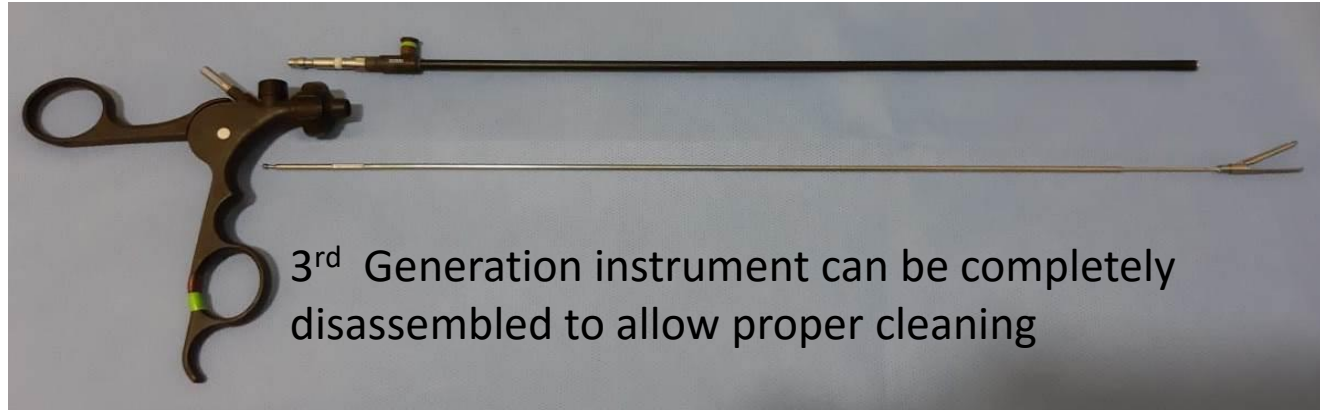 3rd Generation instrument can be completely
disassembled to allow proper cleaning